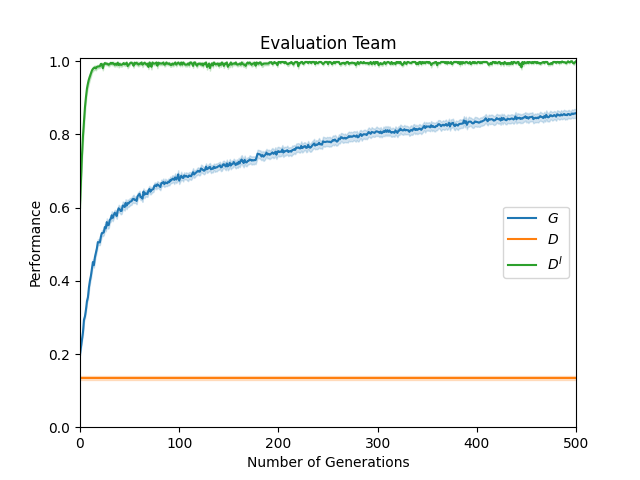 Evaluation Team
1.0
0.8
0.6
0.4
0.2
0.0
Performance
G
D
D^I
0 100 200 300 400 500
Number of Generations